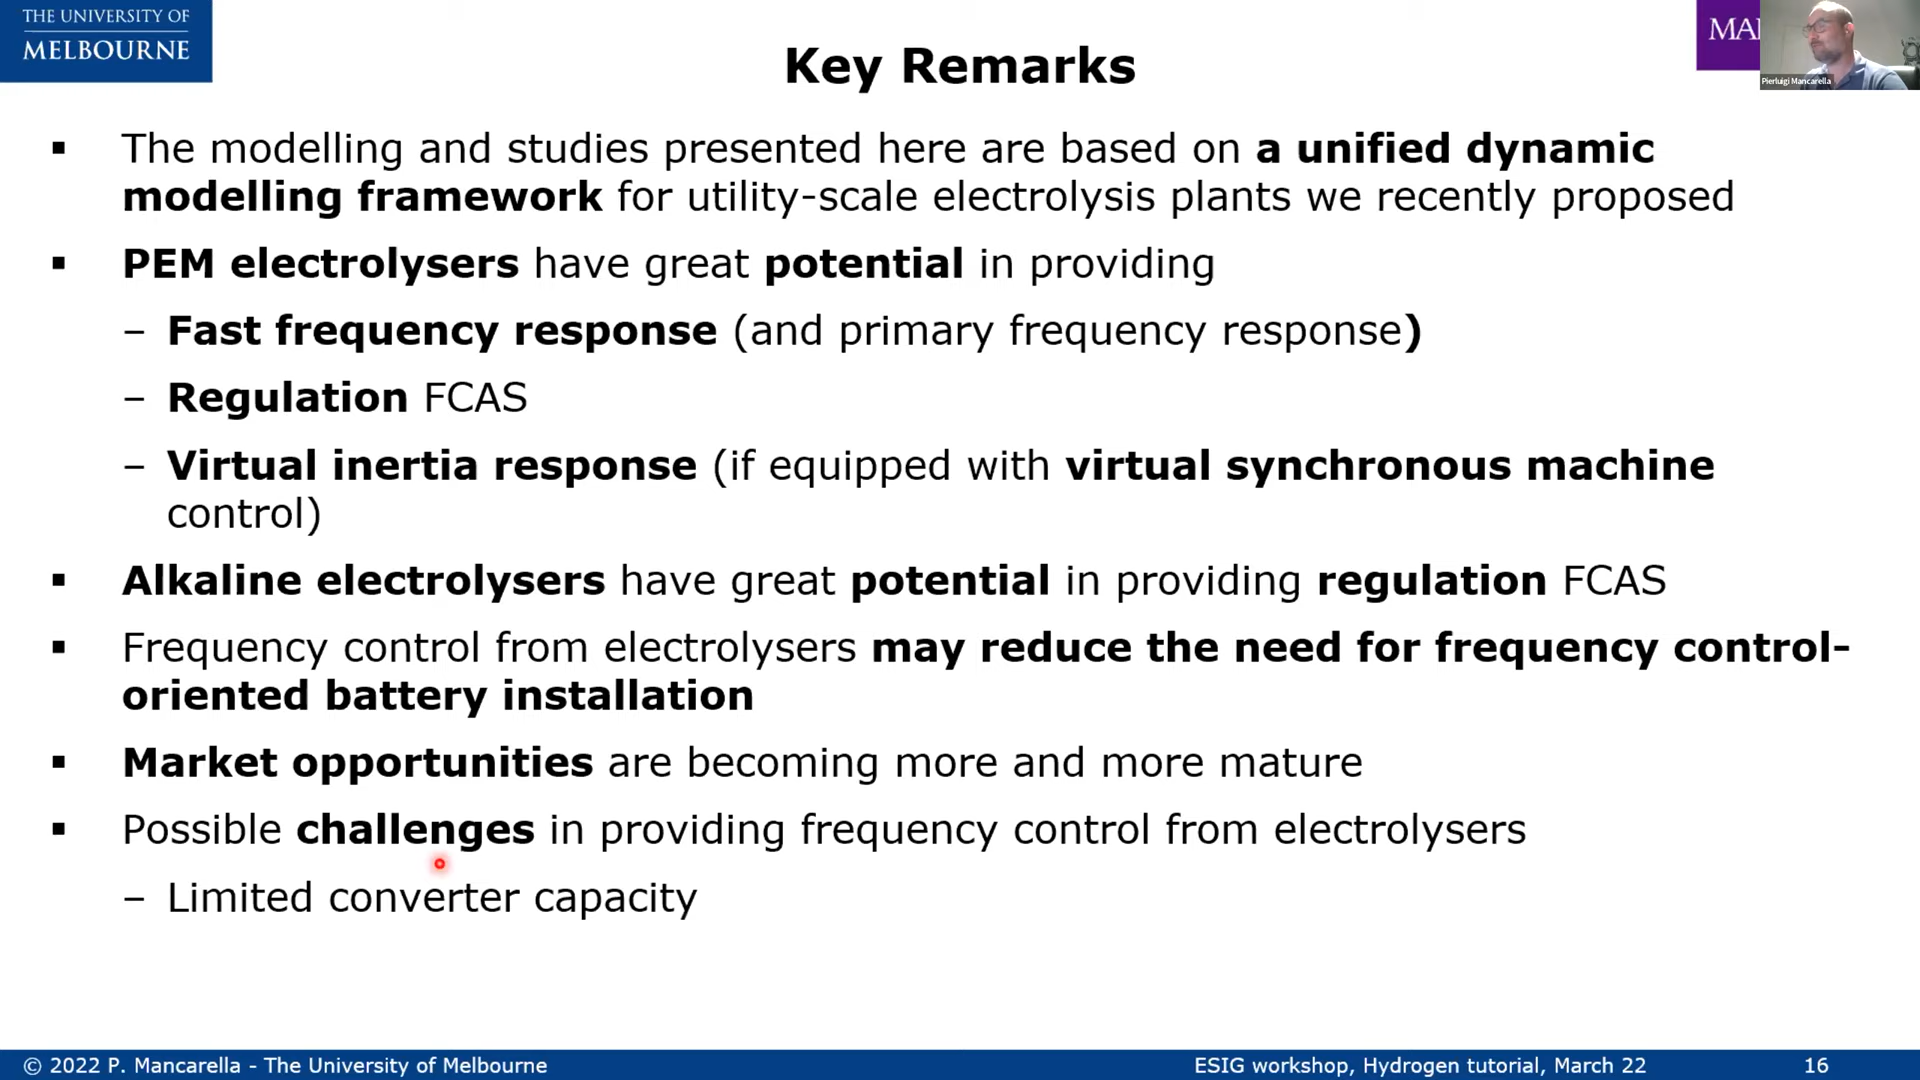 THE UNIVERSITY OF
MELBOURNE
Key Remarks
MA
Pierluigi Mancarella
▪ The modelling and studies presented here are based on a unified dynamic
modelling framework for utility-scale electrolysis plants we recently proposed
▪ PEM electrolysers have great potential in providing
– Fast frequency response (and primary frequency response)
– Regulation FCAS
– Virtual inertia response (if equipped with virtual synchronous machine
control)
▪ Alkaline electrolysers have great potential in providing regulation FCAS
▪ Frequency control from electrolysers may reduce the need for frequency control-
oriented battery installation
▪ Market opportunities are becoming more and more mature
▪ Possible challenges in providing frequency control from electrolysers
– Limited converter capacity
© 2022 P. Mancarella - The University of Melbourne
ESIG workshop, Hydrogen tutorial, March 22
16